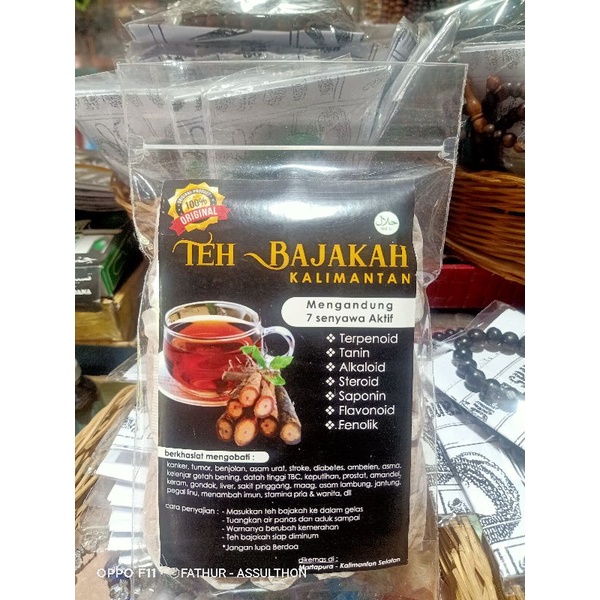 100%
ORIGINAL
حلال
TEH BAJAKAH
KALIMANTAN
Mengandung
7 senyawa Aktif
❖ Terpenoid
❖ Tanin
❖ Alkaloid
❖ Steroid
❖ Saponin
❖ Flavonoid
❖ Fenolik
berkhasiat mengobati :
kanker, tumor, benjolan, asam urat, stroke, diabetes, ambeien, asma,
kelenjar getah bening, datah tinggi TBC, keputihan, prostat, amandel,
keram, gondok, liver, sakit pinggang, maag, asam lambung, jantung,
pegal linu, menambah imun, stamina pria & wanita, dll
cara penyajian : - Masukkan teh bajakah ke dalam gelas
- Tuangkan air panas dan aduk sampai
- Warnanya berubah kemerahan
- Teh bajakah siap diminum
*Jangan lupa Berdoa
dikemas di :
Martapura - Kalimantan Selatan
OPPO F11 · ©FATHUR - ASSULTHON